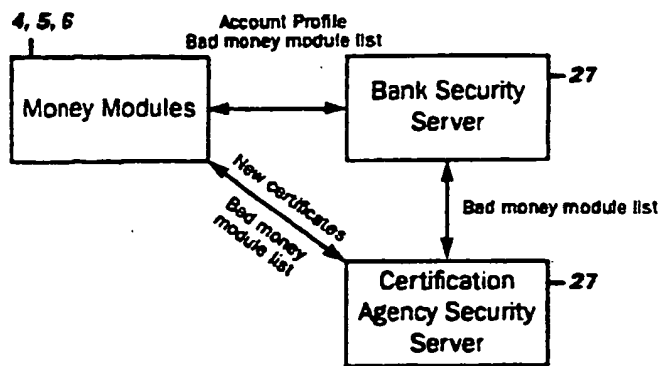 4, 5, 6
Account Profile
Bad money module list
Money Modules
Bank Security
Server
27
New certificates
Bad money
module list
Bad money module list
Certification
Agency Security
Server
27